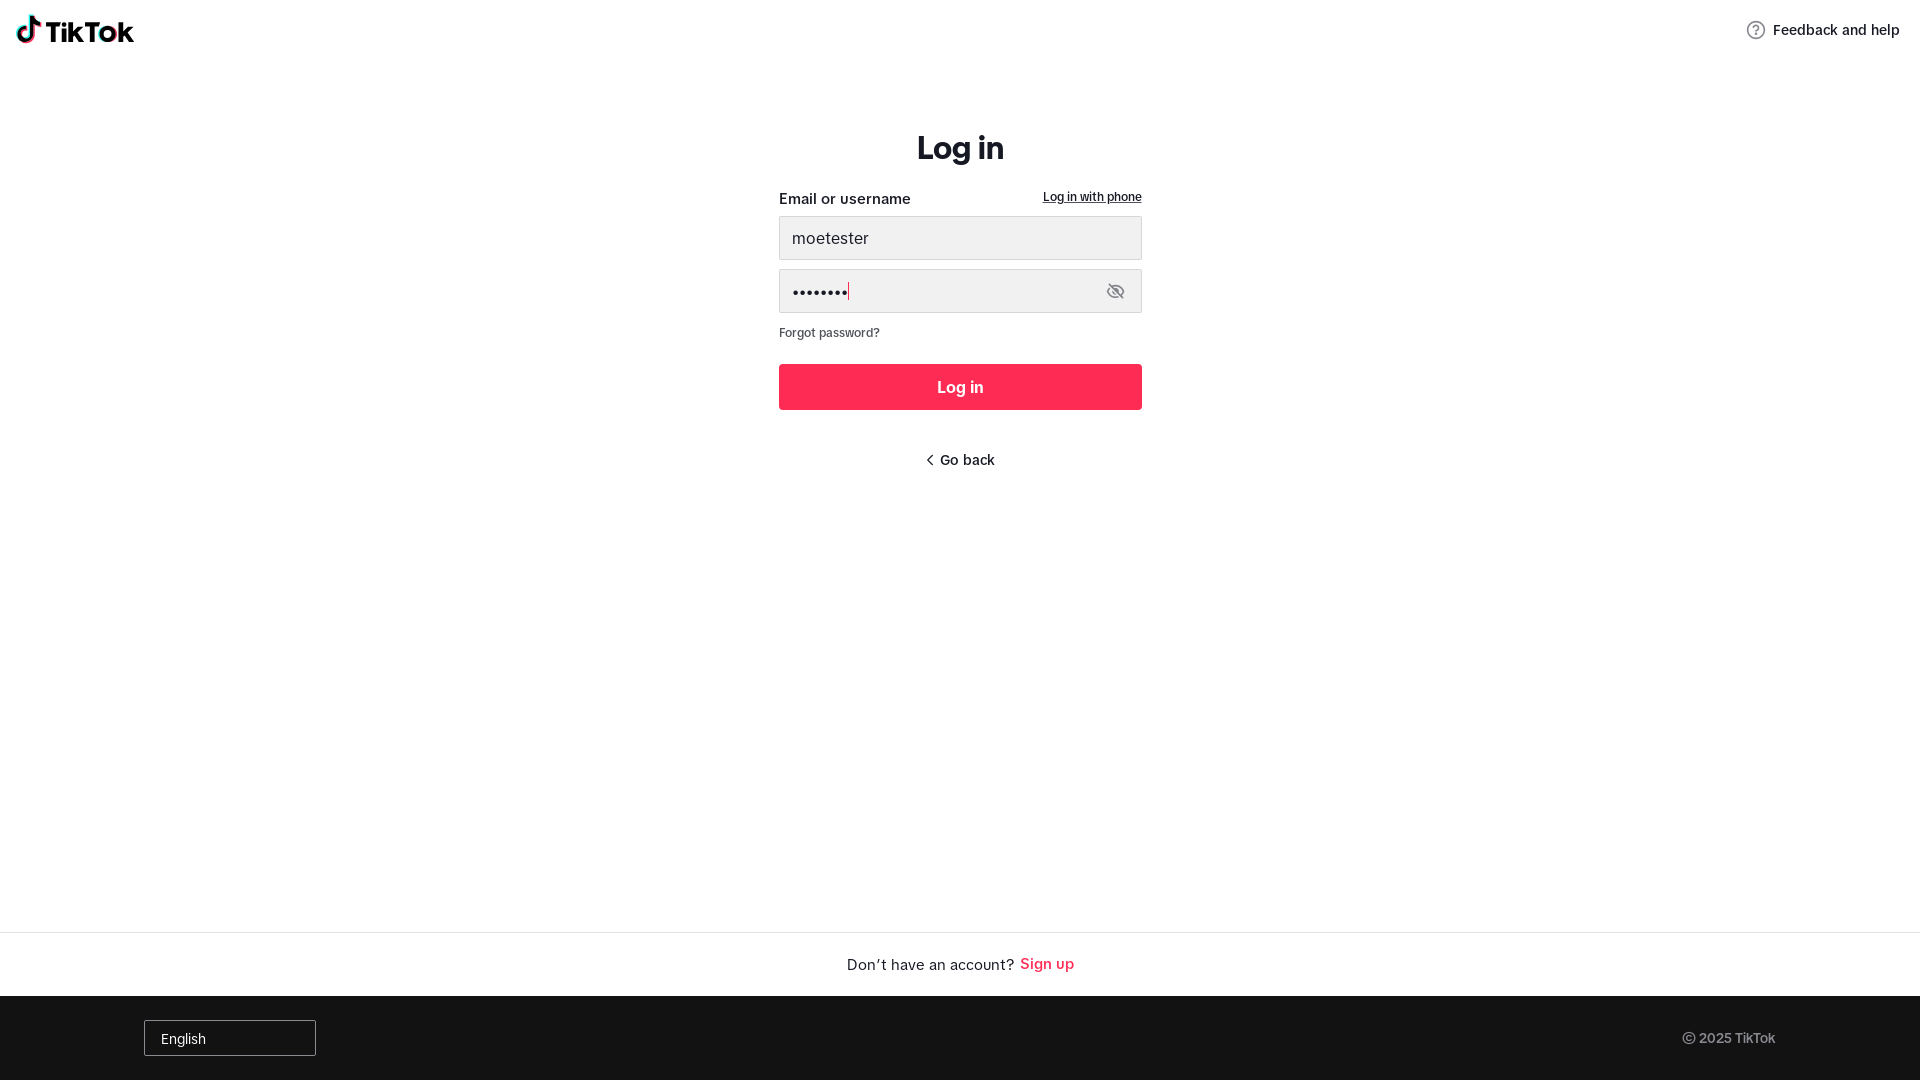 TikTok
Feedback and help
Log in
Email or username
Log in with phone
moetester
••••••••
Forgot password?
Log in
Go back
Don’t have an account? Sign up
English
© 2025 TikTok